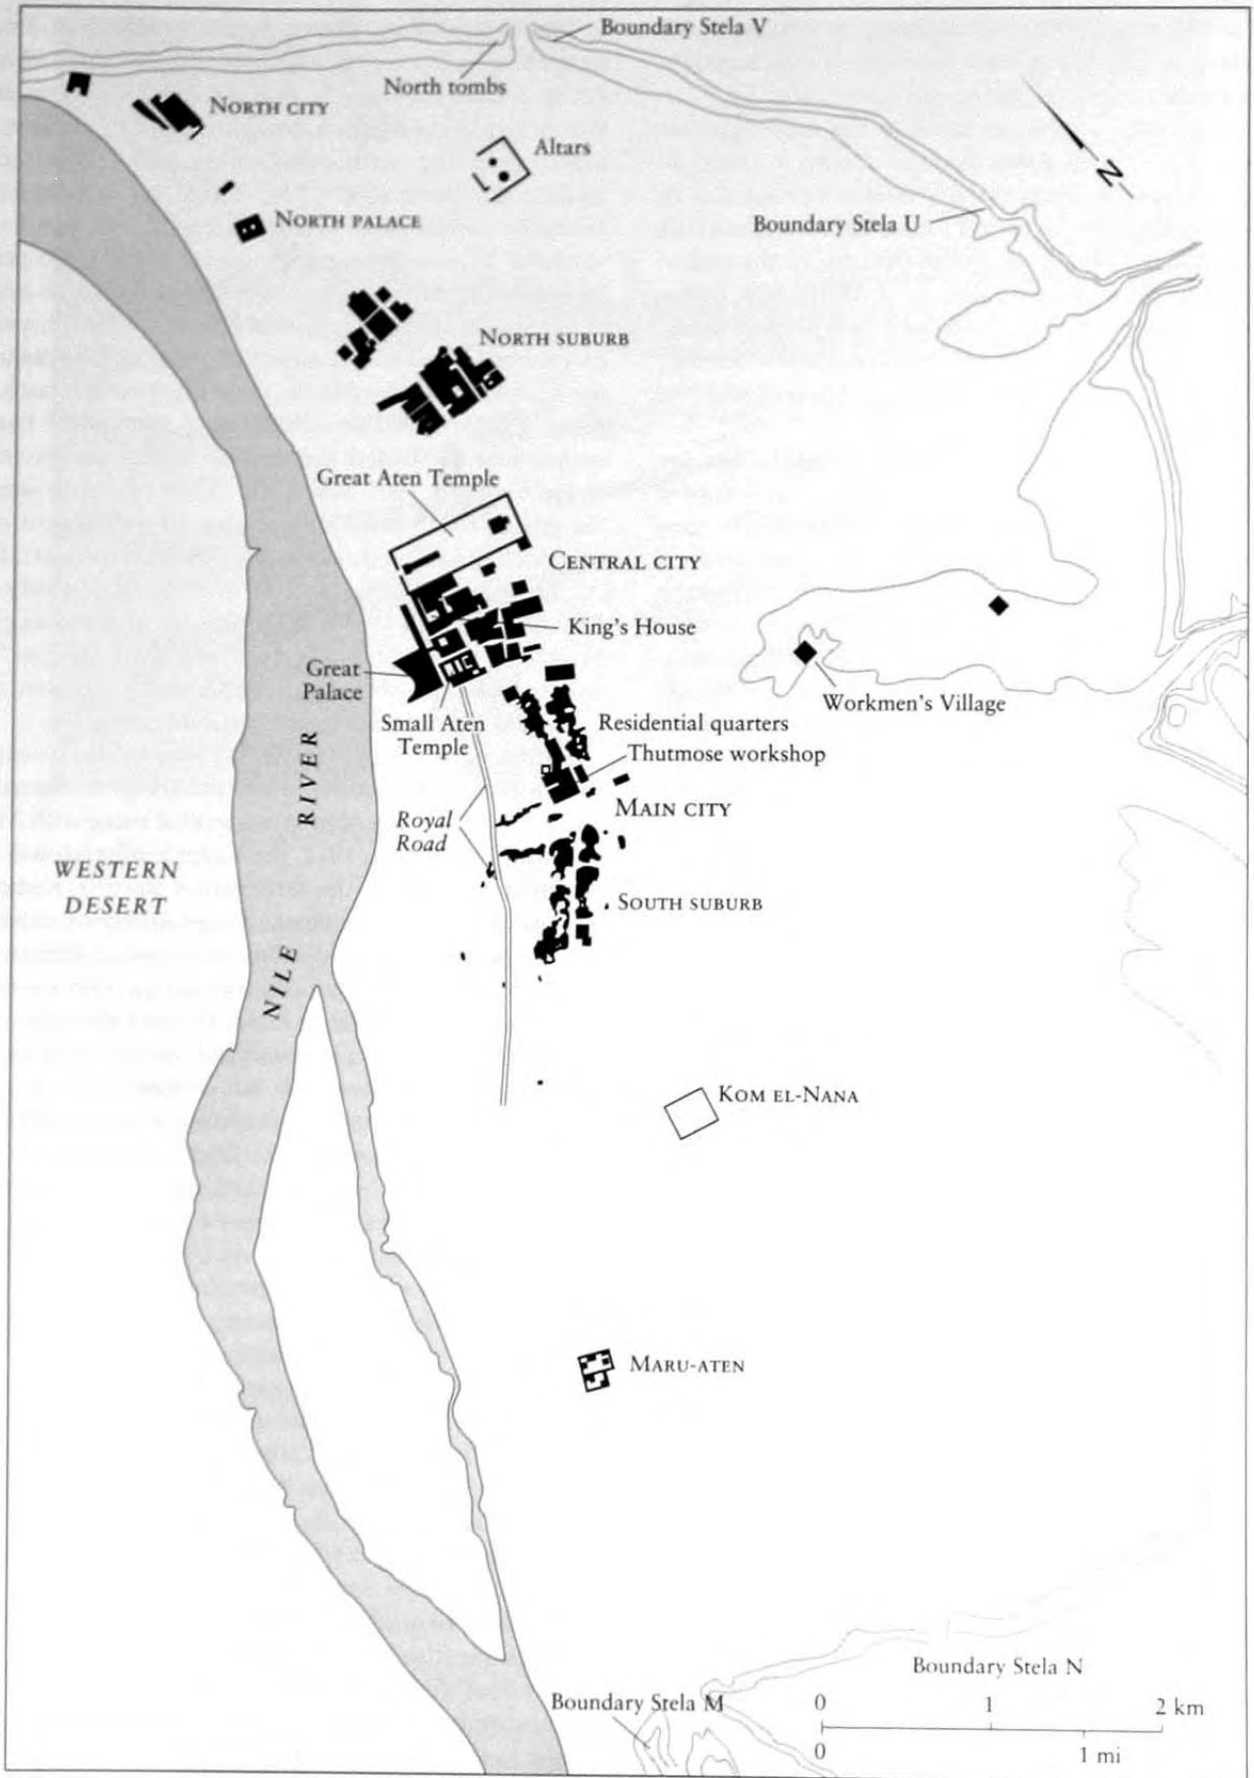 Boundary Stela V
North tombs
NORTH CITY
Altars
N
NORTH PALACE
Boundary Stela U
NORTH SUBURB
Great Aten Temple
CENTRAL CITY
King's House
Great
Palace
Workmen's Village
Small Aten
Temple
Residential quarters
Thutmose workshop
MAIN CITY
Royal
Road
NILE RIVER
WESTERN
DESERT
SOUTH SUBURB
KOM EL-NANA
MARU-ATEN
Boundary Stela N
Boundary Stela M
0 1 2 km
0 1 mi